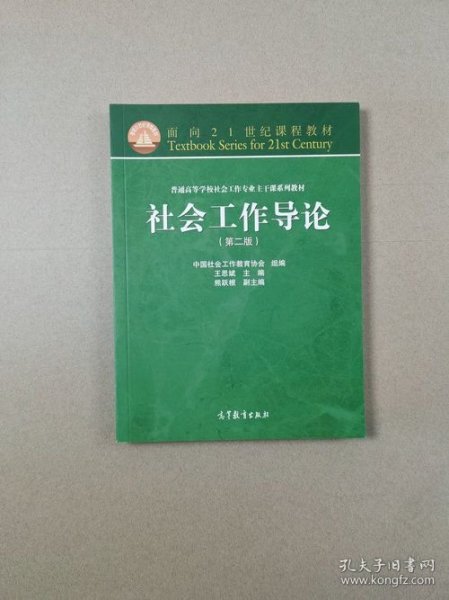 面向21世纪课程教材
Textbook Series for 21st Century
普通高等学校社会工作专业主干课系列教材
社会工作导论
(第二版)
中国社会工作教育协会 组编
王思斌 主编
熊跃根 副主编
高等教育出版社
孔夫子旧书网
www.kongfz.com